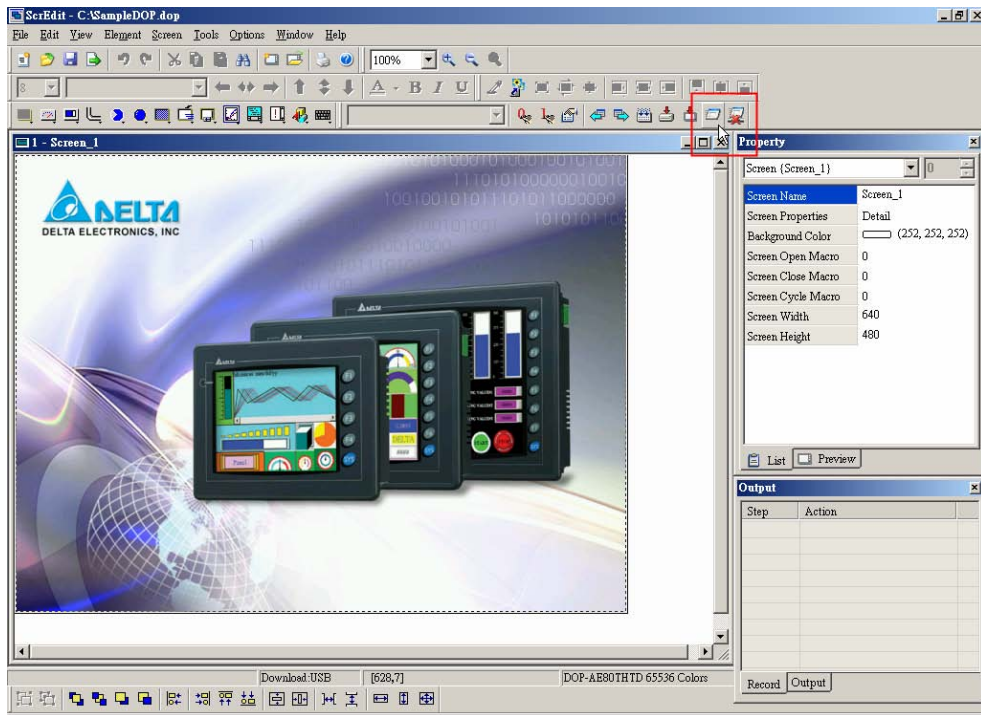 ScrEdit - C:\SampleDOP.dop
File Edit View Element Screen Tools Options Window Help
100%
8
A - B I U
1 - Screen_1
DELTA
DELTA ELECTRONICS, INC
Property
Screen {Screen_1}
0
Screen Name Screen_1
Screen Properties Detail
Background Color (252, 252, 252)
Screen Open Macro 0
Screen Close Macro 0
Screen Cycle Macro 0
Screen Width 640
Screen Height 480
List Preview
Output
Step Action
Record Output
Download:USB [628,7] DOP-AE80THTD 65536 Colors